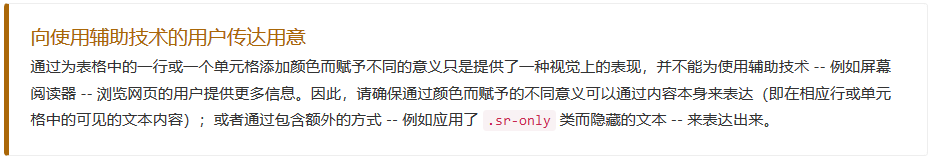 向使用辅助技术的用户传达用意
通过为表格中的一行或一个单元格添加颜色而赋予不同的意义只是提供了一种视觉上的表现，并不能为使用辅助技术 -- 例如屏幕
阅读器 -- 浏览网页的用户提供更多信息。因此，请确保通过颜色而赋予的不同意义可以通过内容本身来表达（即在相应行或单元
格中的可见的文本内容）；或者通过包含额外的方式 -- 例如应用了 .sr-only 类而隐藏的文本 -- 来表达出来。